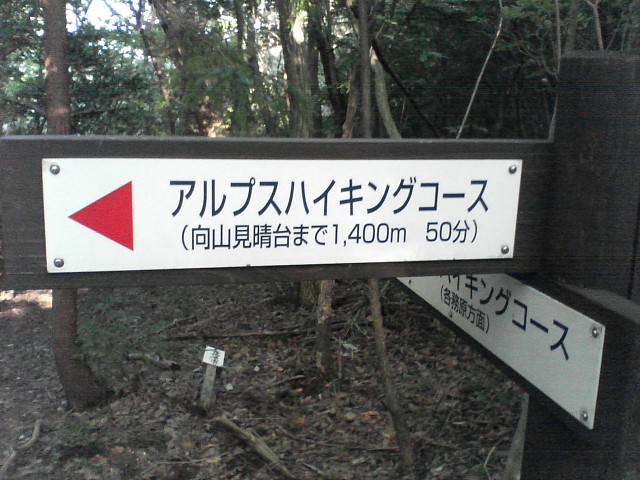 アルプスハイキングコース
(向山見晴台まで1,400m 50分)
イキングコース
(各務原方面)